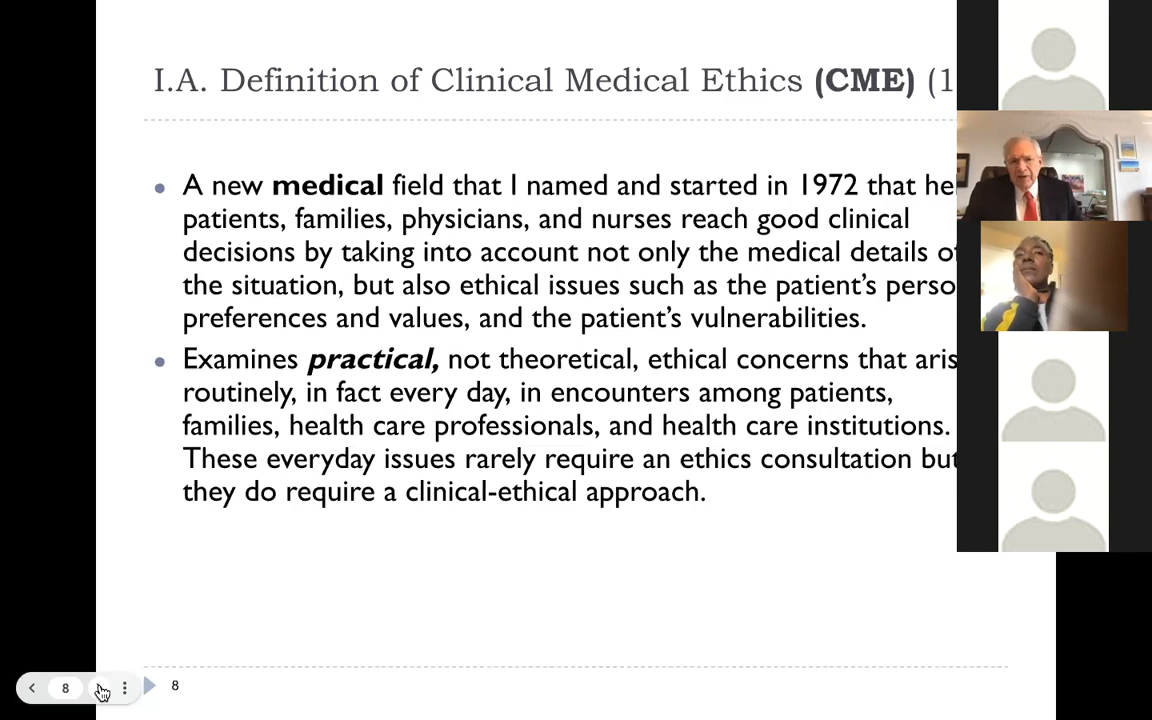 I.A. Definition of Clinical Medical Ethics (CME) (1
A new medical field that I named and started in 1972 that he
patients, families, physicians, and nurses reach good clinical
decisions by taking into account not only the medical details of
the situation, but also ethical issues such as the patient's perso
preferences and values, and the patient's vulnerabilities.
Examines practical, not theoretical, ethical concerns that aris
routinely, in fact every day, in encounters among patients,
families, health care professionals, and health care institutions.
These everyday issues rarely require an ethics consultation but
they do require a clinical-ethical approach.
8
8